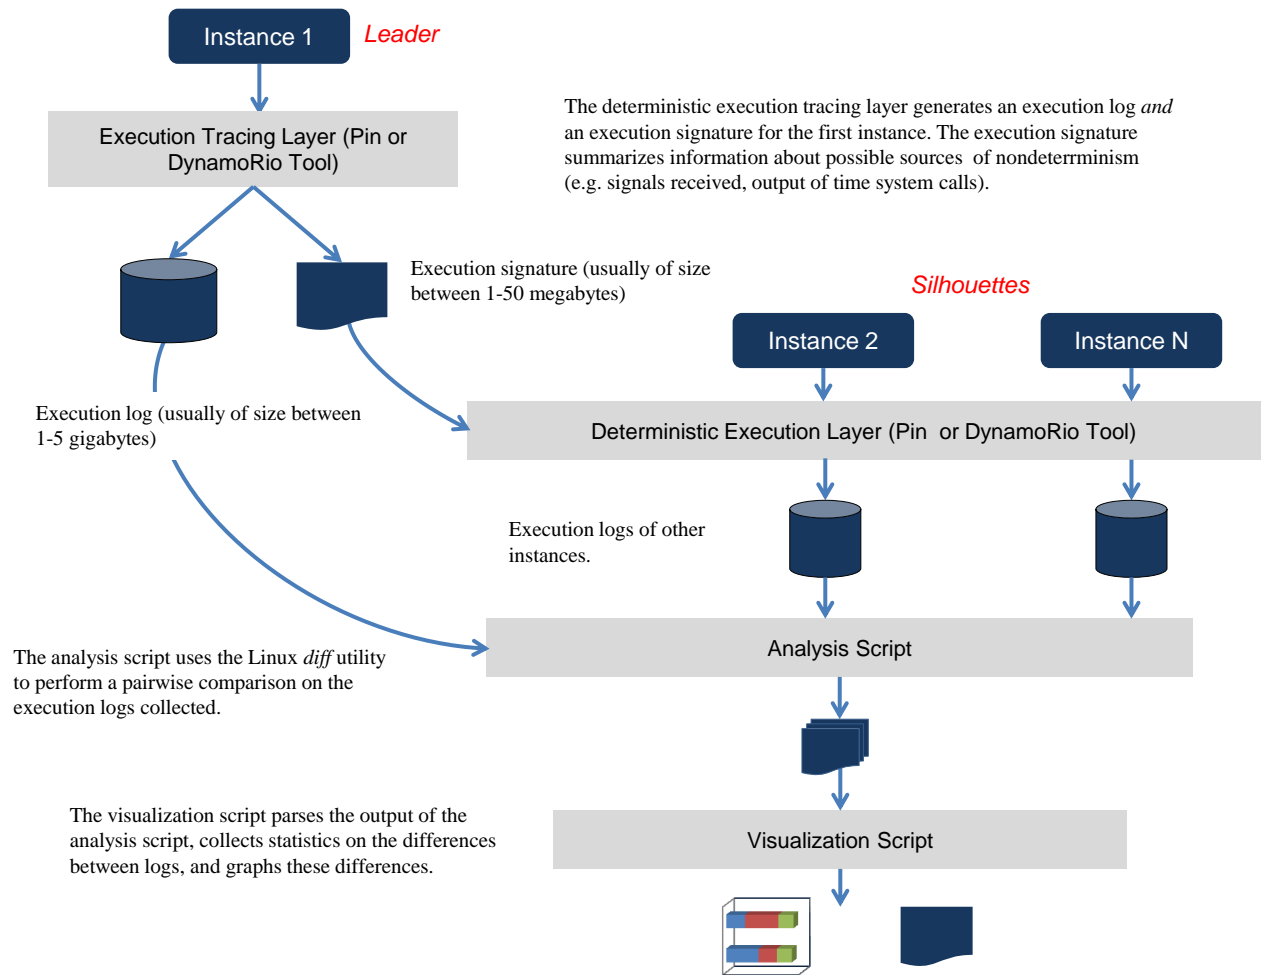 Instance 1
Leader
Execution Tracing Layer (Pin or
DynamoRio Tool)
The deterministic execution tracing layer generates an execution log and
an execution signature for the first instance. The execution signature
summarizes information about possible sources of nondeterrminism
(e.g. signals received, output of time system calls).
Execution signature (usually of size
between 1-50 megabytes)
Silhouettes
Instance 2
Instance N
Execution log (usually of size between
1-5 gigabytes)
Deterministic Execution Layer (Pin or DynamoRio Tool)
Execution logs of other
instances.
Analysis Script
The analysis script uses the Linux diff utility
to perform a pairwise comparison on the
execution logs collected.
The visualization script parses the output of the
analysis script, collects statistics on the differences
between logs, and graphs these differences.
Visualization Script